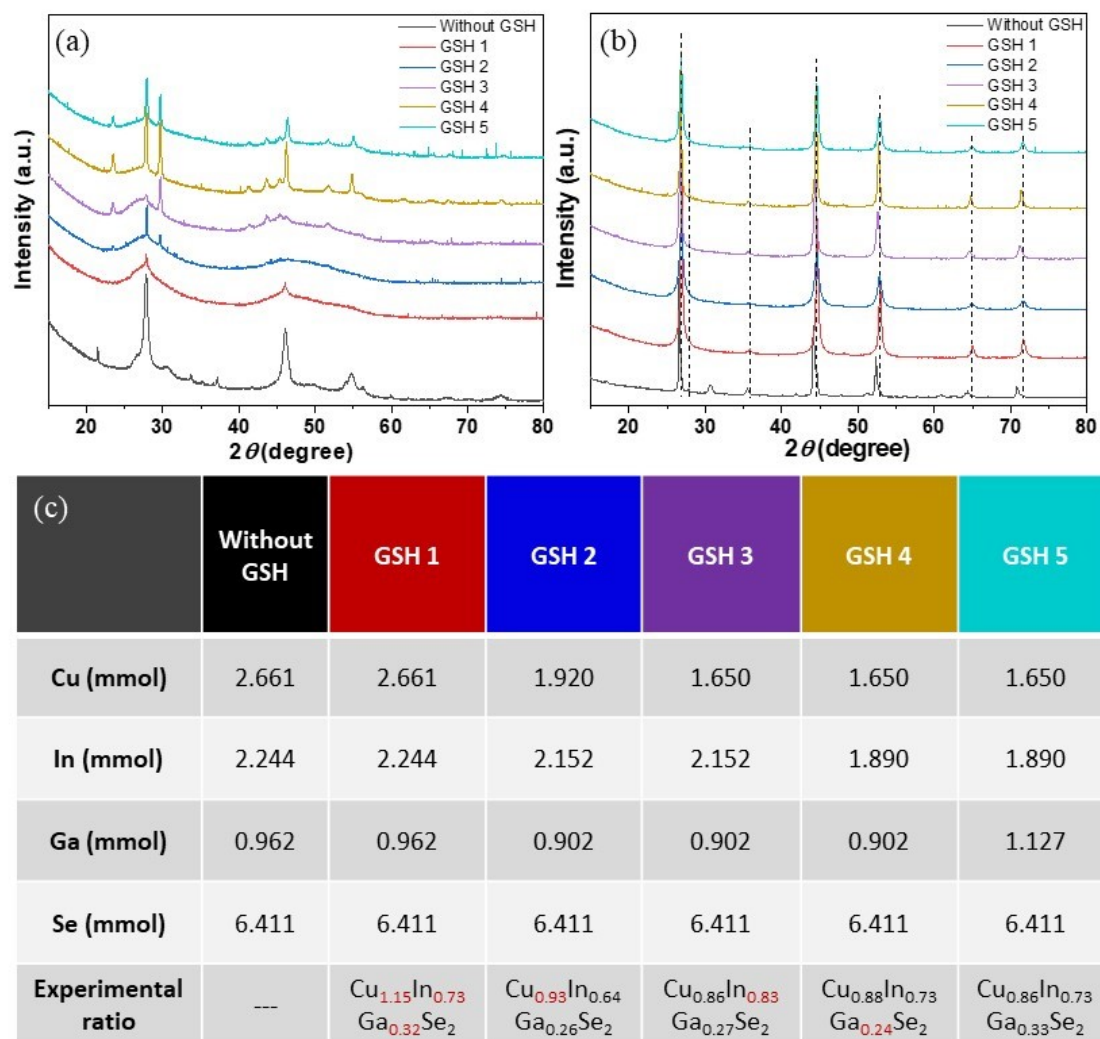 (a)
Without GSH
GSH 1
GSH 2
GSH 3
GSH 4
GSH 5
Intensity (a.u.)
20 30 40 50 60 70 80
2θ(degree)
(b)
Without GSH
GSH 1
GSH 2
GSH 3
GSH 4
GSH 5
Intensity (a.u.)
20 30 40 50 60 70 80
2θ(degree)
(c)
Without GSH GSH 1 GSH 2 GSH 3 GSH 4 GSH 5
Cu (mmol) 2.661 2.661 1.920 1.650 1.650 1.650
In (mmol) 2.244 2.244 2.152 2.152 1.890 1.890
Ga (mmol) 0.962 0.962 0.902 0.902 0.902 1.127
Se (mmol) 6.411 6.411 6.411 6.411 6.411 6.411
Experimental ratio --- Cu1.15In0.73Ga0.32Se2 Cu0.93In0.64Ga0.26Se2 Cu0.86In0.83Ga0.27Se2 Cu0.88In0.73Ga0.24Se2 Cu0.86In0.73Ga0.33Se2